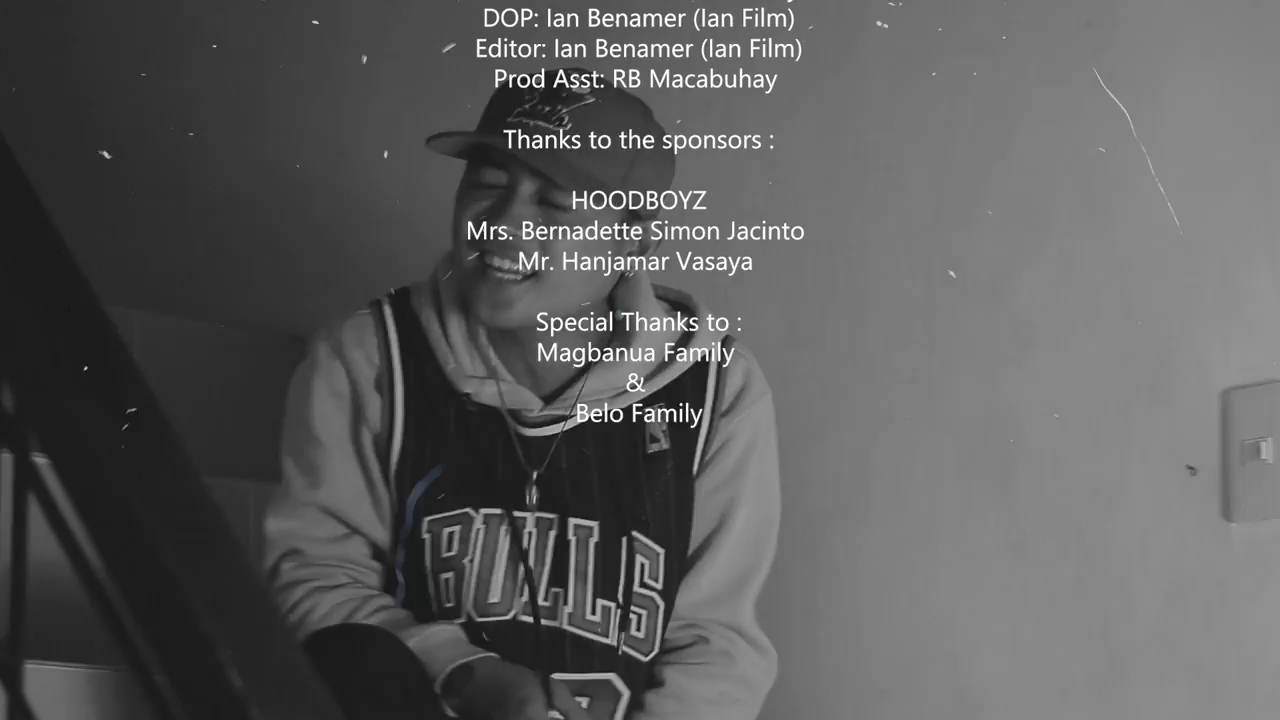 DOP: Ian Benamer (Ian Film)
Editor: Ian Benamer (Ian Film)
Prod Asst: RB Macabuhay
Thanks to the sponsors :
HOODBOYZ
Mrs. Bernadette Simon Jacinto
Mr. Hanjamar Vasaya
Special Thanks to :
Magbanua Family
&
Belo Family
BULLS